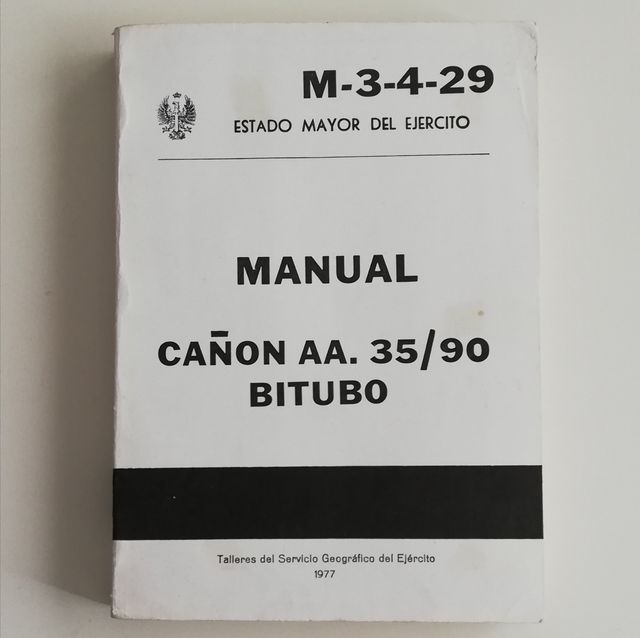 M-3-4-29
ESTADO MAYOR DEL EJERCITO
MANUAL
CAÑON AA. 35/90
BITUBO
Talleres del Servicio Geográfico del Ejército
1977